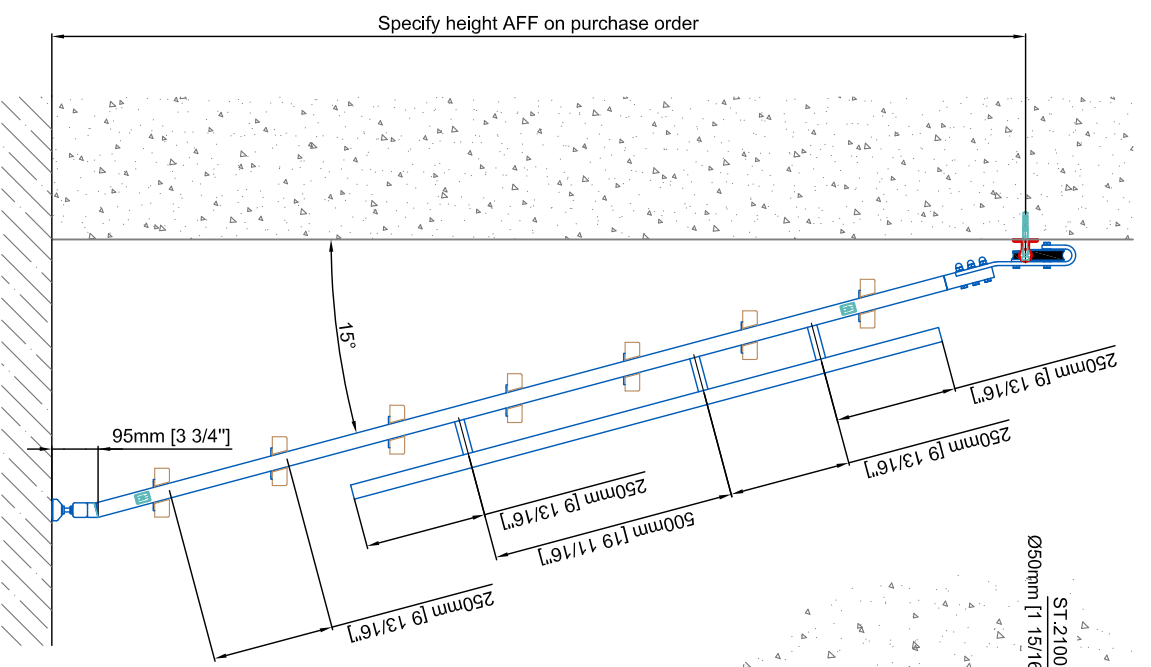 Specify height AFF on purchase order
15°
95mm [3 3/4"]
250mm [9 13/16"]
250mm [9 13/16"]
250mm [9 13/16"]
500mm [19 11/16"]
250mm [9 13/16"]
ST.2100
Ø50mm [1 15/16